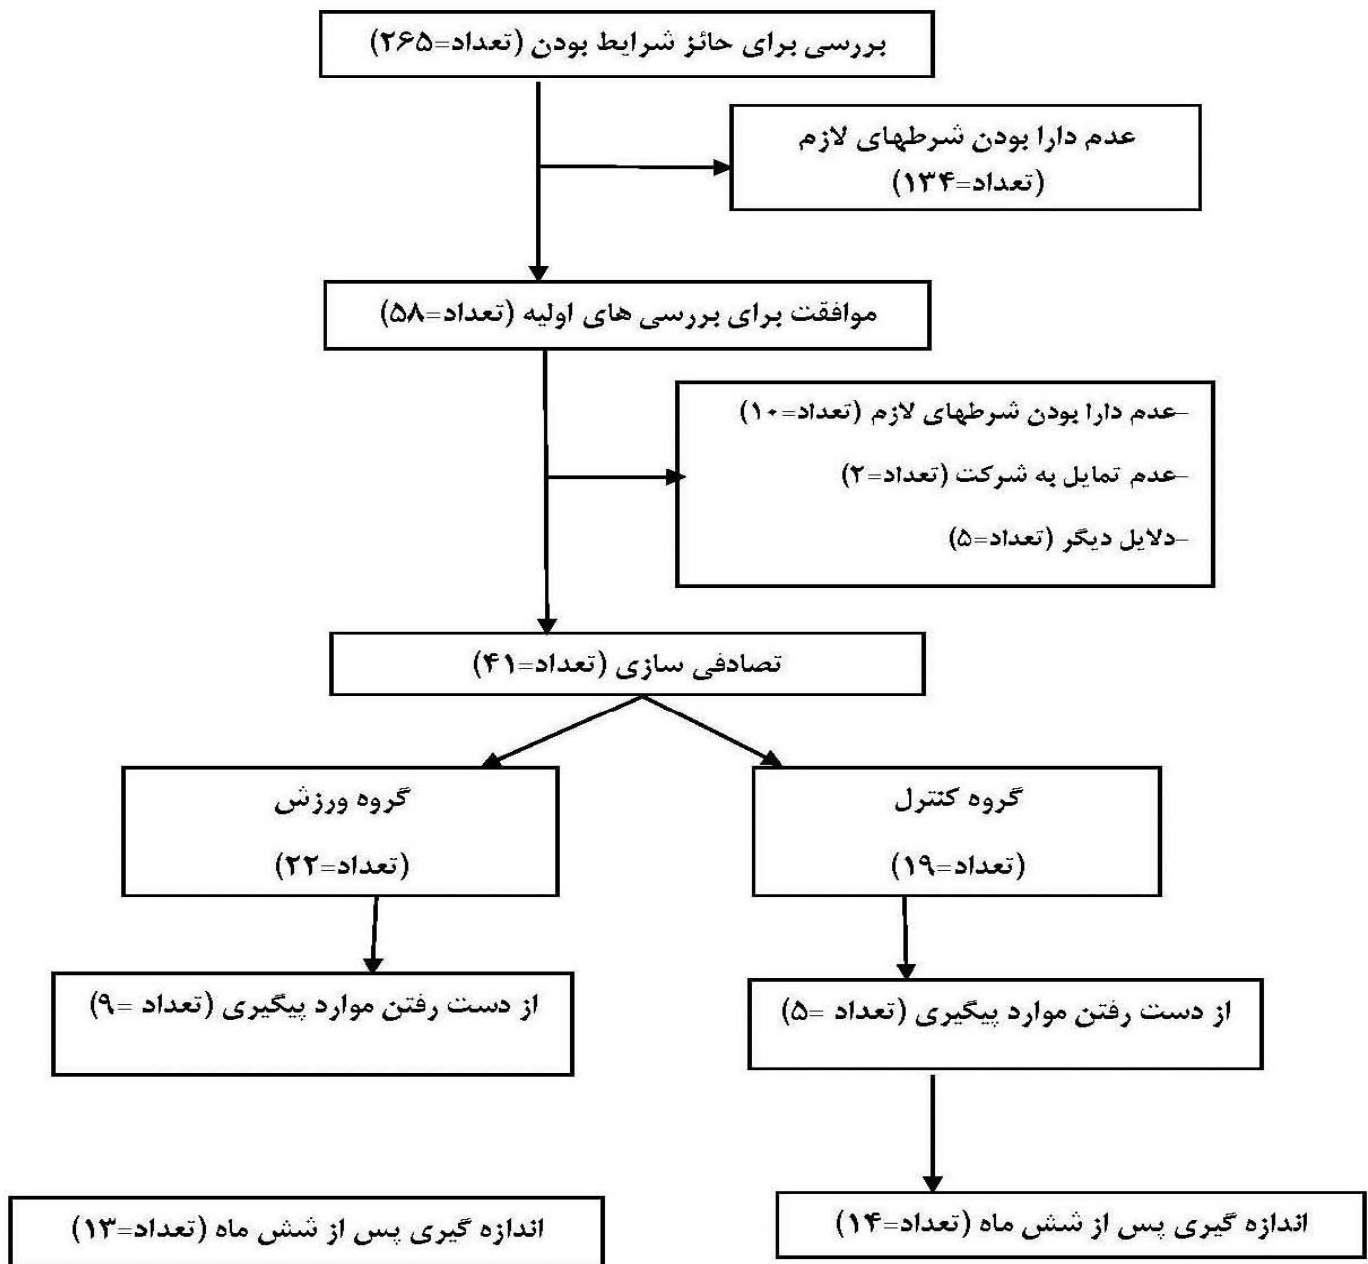 بررسی برای حائز شرایط بودن (تعداد=۲۶۵)
عدم دارا بودن شرطهای لازم
(تعداد=۱۳۴)
موافقت برای بررسی های اولیه (تعداد=۵۸)
-عدم دارا بودن شرطهای لازم (تعداد=۱۰)
-عدم تمایل به شرکت (تعداد=۲)
-دلایل دیگر (تعداد=۵)
تصادفی سازی (تعداد=۴۱)
گروه کنترل
(تعداد=۱۹)
گروه ورزش
(تعداد=۲۲)
از دست رفتن موارد پیگیری (تعداد =۵)
از دست رفتن موارد پیگیری (تعداد =۹)
اندازه گیری پس از شش ماه (تعداد=۱۴)
اندازه گیری پس از شش ماه (تعداد=۱۳)